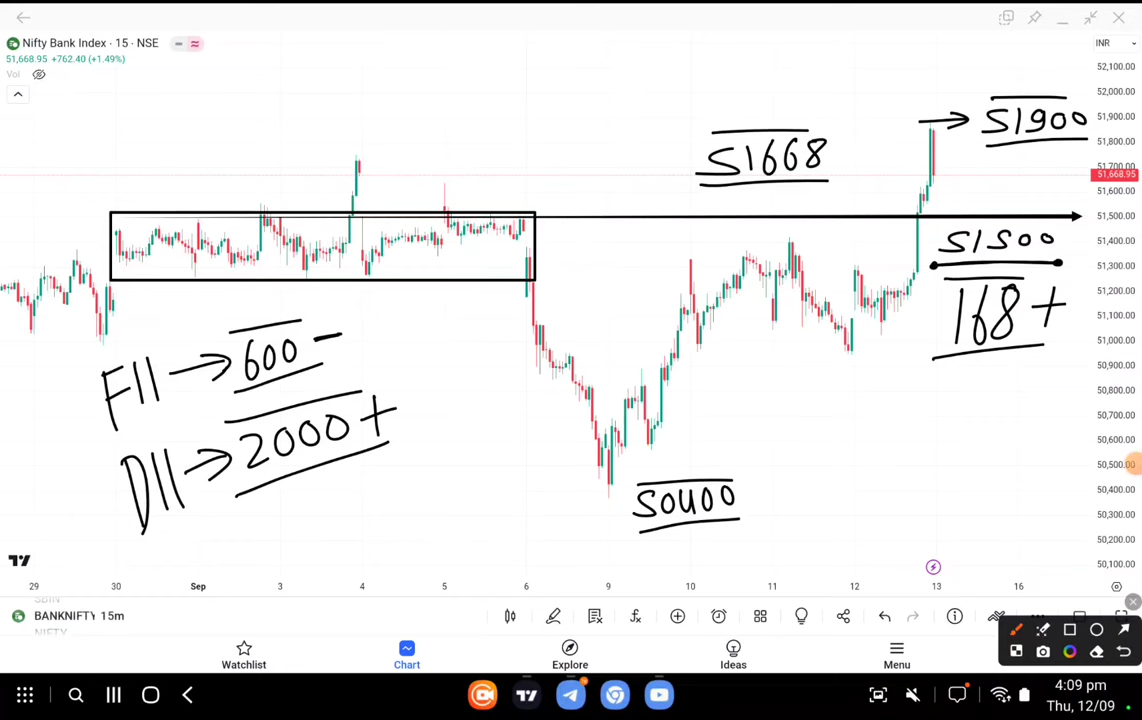 Nifty Bank Index · 15 · NSE
51,668.95 +762.40 (+1.49%)
Vol
INR
52,100.00
52,000.00
51,900.00
51,800.00
51,700.00
51,668.95
51,600.00
51,500.00
51,400.00
51,300.00
51,200.00
51,100.00
51,000.00
50,900.00
50,800.00
50,700.00
50,600.00
50,500.00
50,400.00
50,300.00
50,200.00
50,100.00
51900
51668
51500
168+
FII → 600 -
DII → 2000+
50400
29 30 Sep 3 4 5 6 9 10 11 12 13 16
BANKNIFTY 15m
NIFTY
Watchlist Chart Explore Ideas Menu
4:09 pm
Thu, 12/09